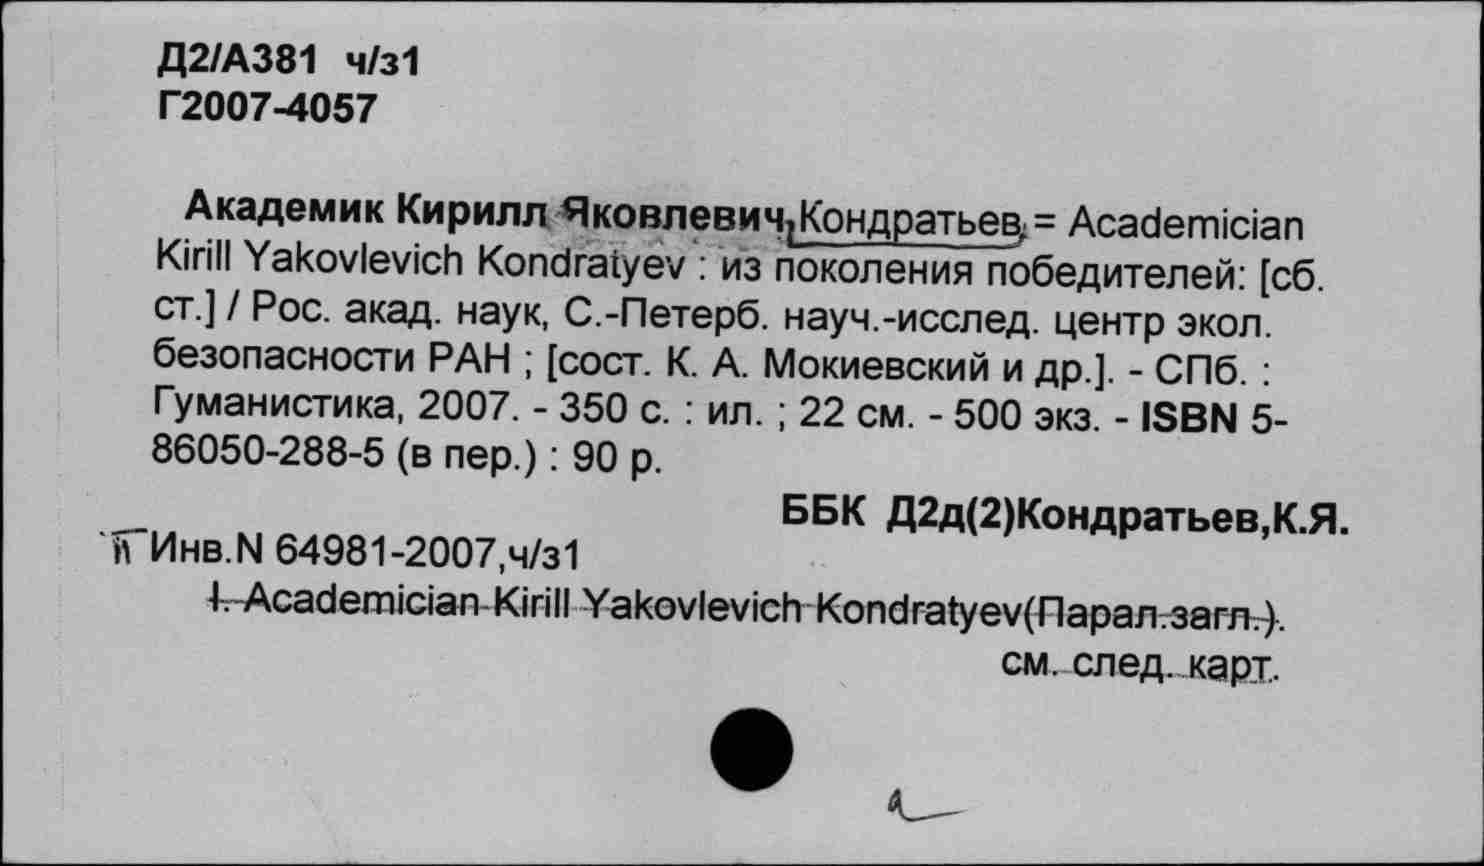 Д2/А381 ч/з1
Г2007-4057
Академик Кирилл Яковлевич Кондратьев = Academician
Kirill Yakovlevich Kondratyev : из поколения победителей: [сб.
ст.] / Рос. акад. наук, С.-Петерб. науч.-исслед. центр экол.
безопасности РАН ; [сост. К. А. Мокиевский и др.]. - СПб. :
Гуманистика, 2007. - 350 с. : ил. ; 22 см. - 500 экз. - ISBN 5-
86050-288-5 (в пер.) : 90 р.
ББК Д2д(2)Кондратьев,К.Я.
Инв.N 64981-2007,ч/з1
I. Academician Kirill Yakovlevich Kondratyev(Парал.загл.).
см. след. карт.